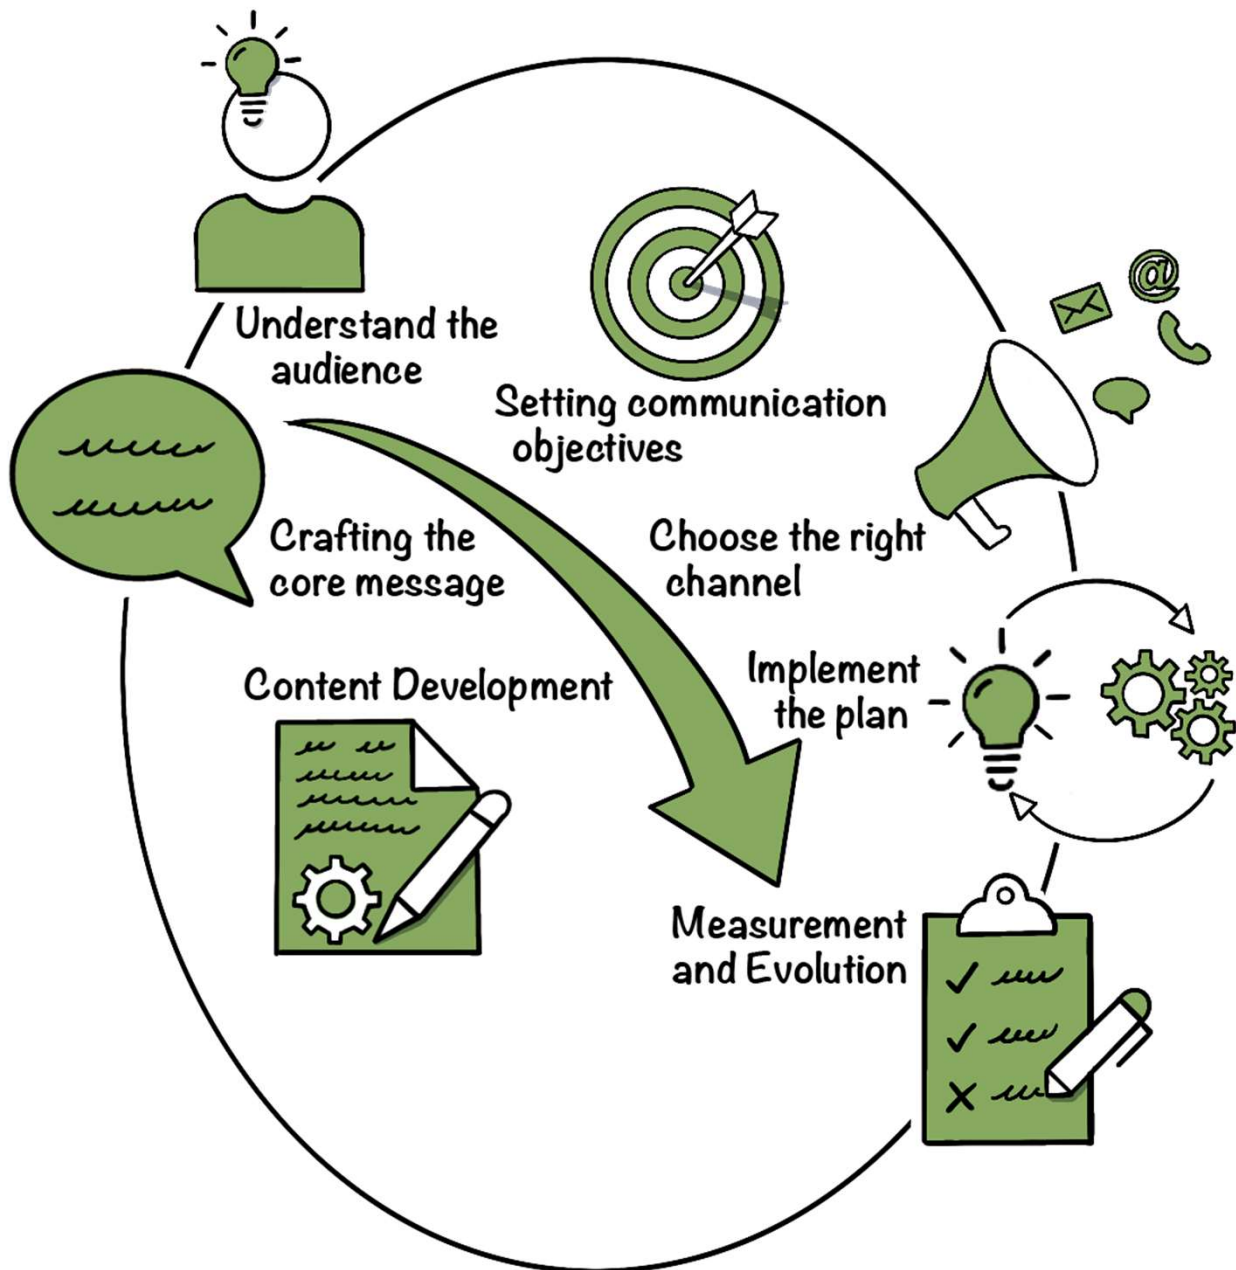 Understand the
audience
Setting communication
objectives
Crafting the
core message
Choose the right
channel
Content Development
Implement
the plan
Measurement
and Evolution
@